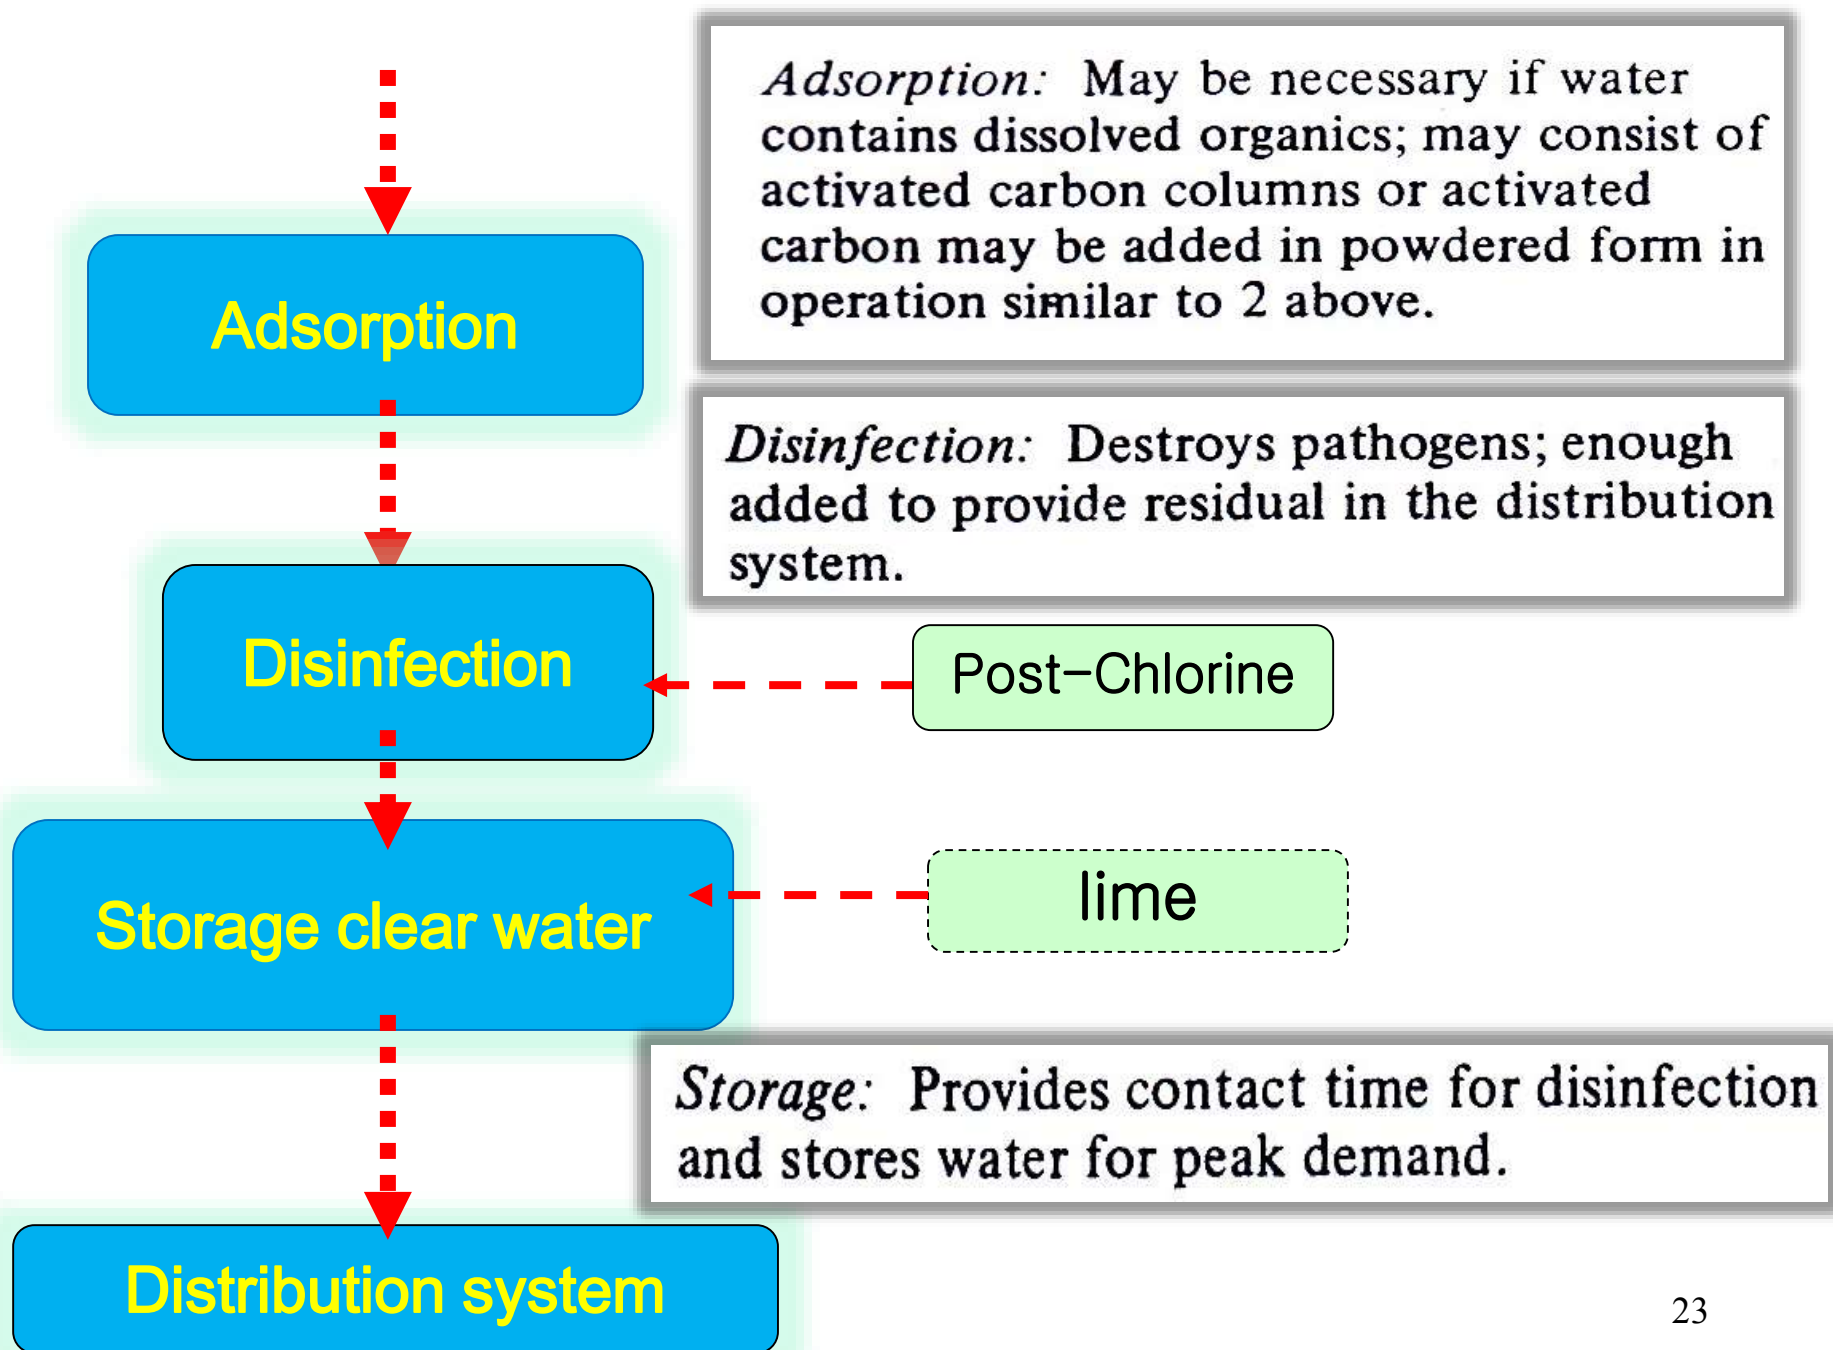 Adsorption: May be necessary if water
contains dissolved organics; may consist of
activated carbon columns or activated
carbon may be added in powdered form in
operation similar to 2 above.
Adsorption
Disinfection: Destroys pathogens; enough
added to provide residual in the distribution
system.
Disinfection
Post-Chlorine
Storage clear water
lime
Storage: Provides contact time for disinfection
and stores water for peak demand.
Distribution system
23